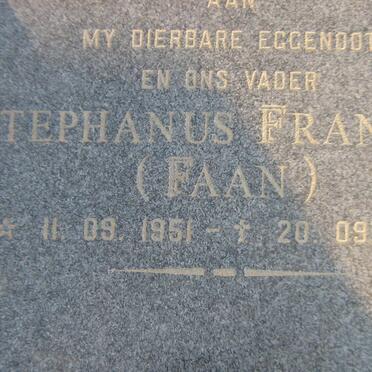 AAN
MY DIERBARE EGGENOOT
EN ONS VADER
TEPHANUS FRAN
(FAAN)
☆ 11. 09. 1951 - ✝ 20. 09